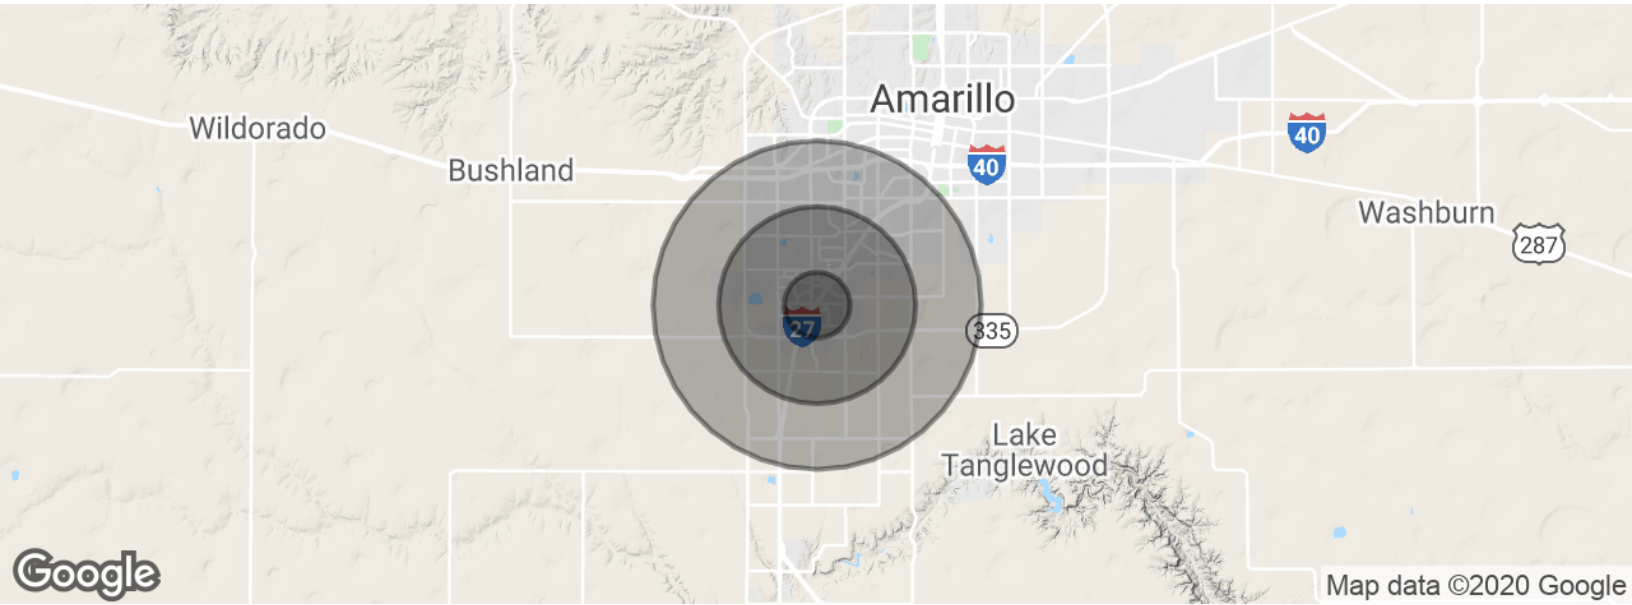 Amarillo
Wildorado
40
40
Bushland
Washburn
287
27
335
Lake
Tanglewood
Google
Map data ©2020 Google